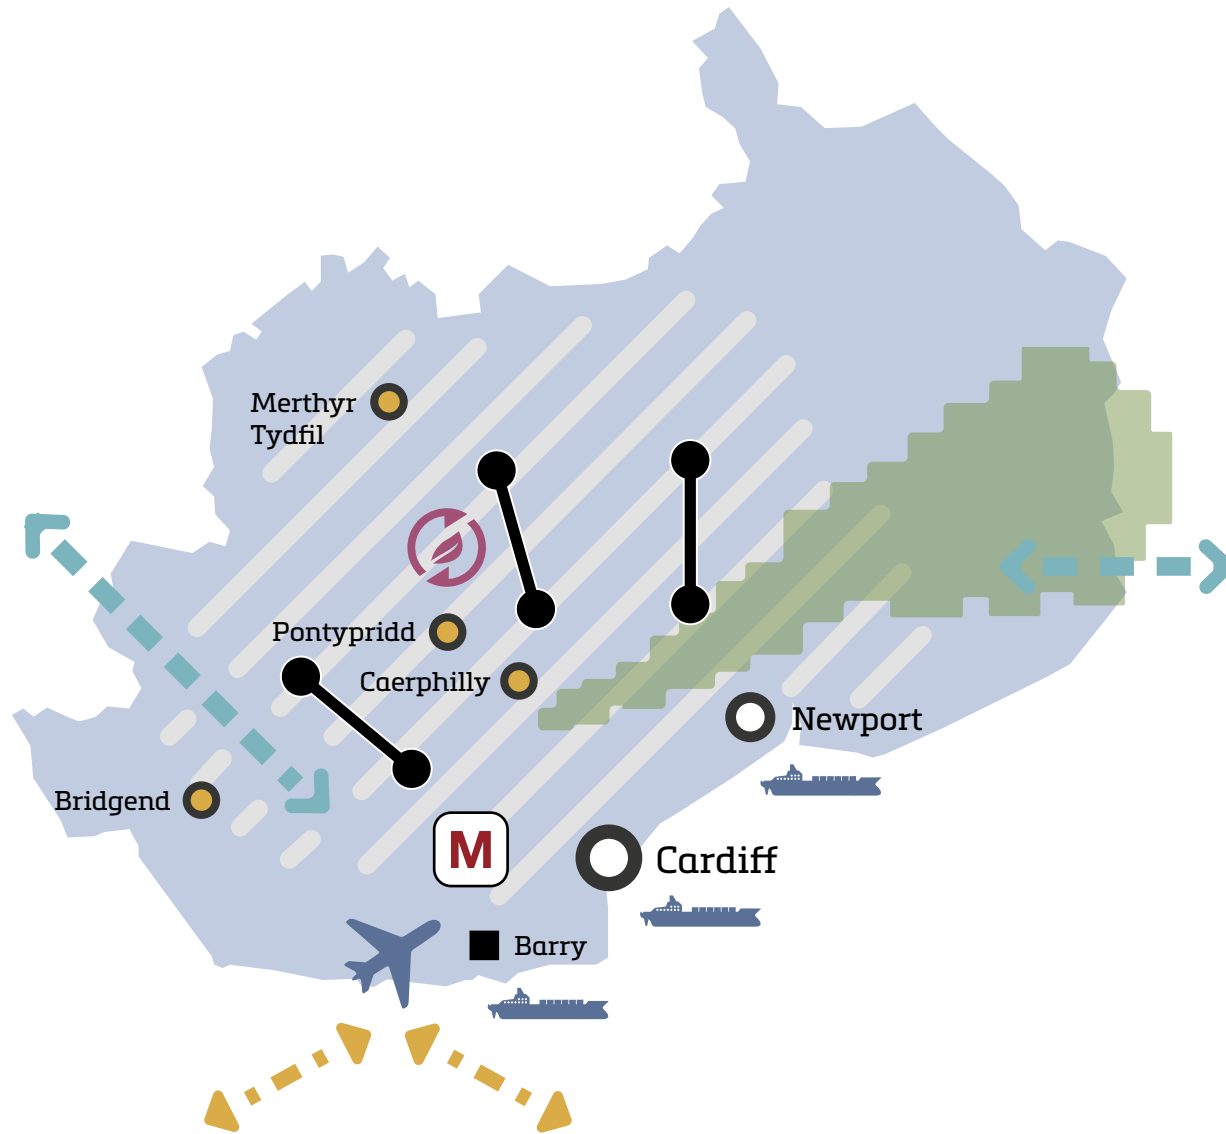 Merthyr
Tydfil
Pontypridd
Caerphilly
Newport
Bridgend
M
Cardiff
Barry